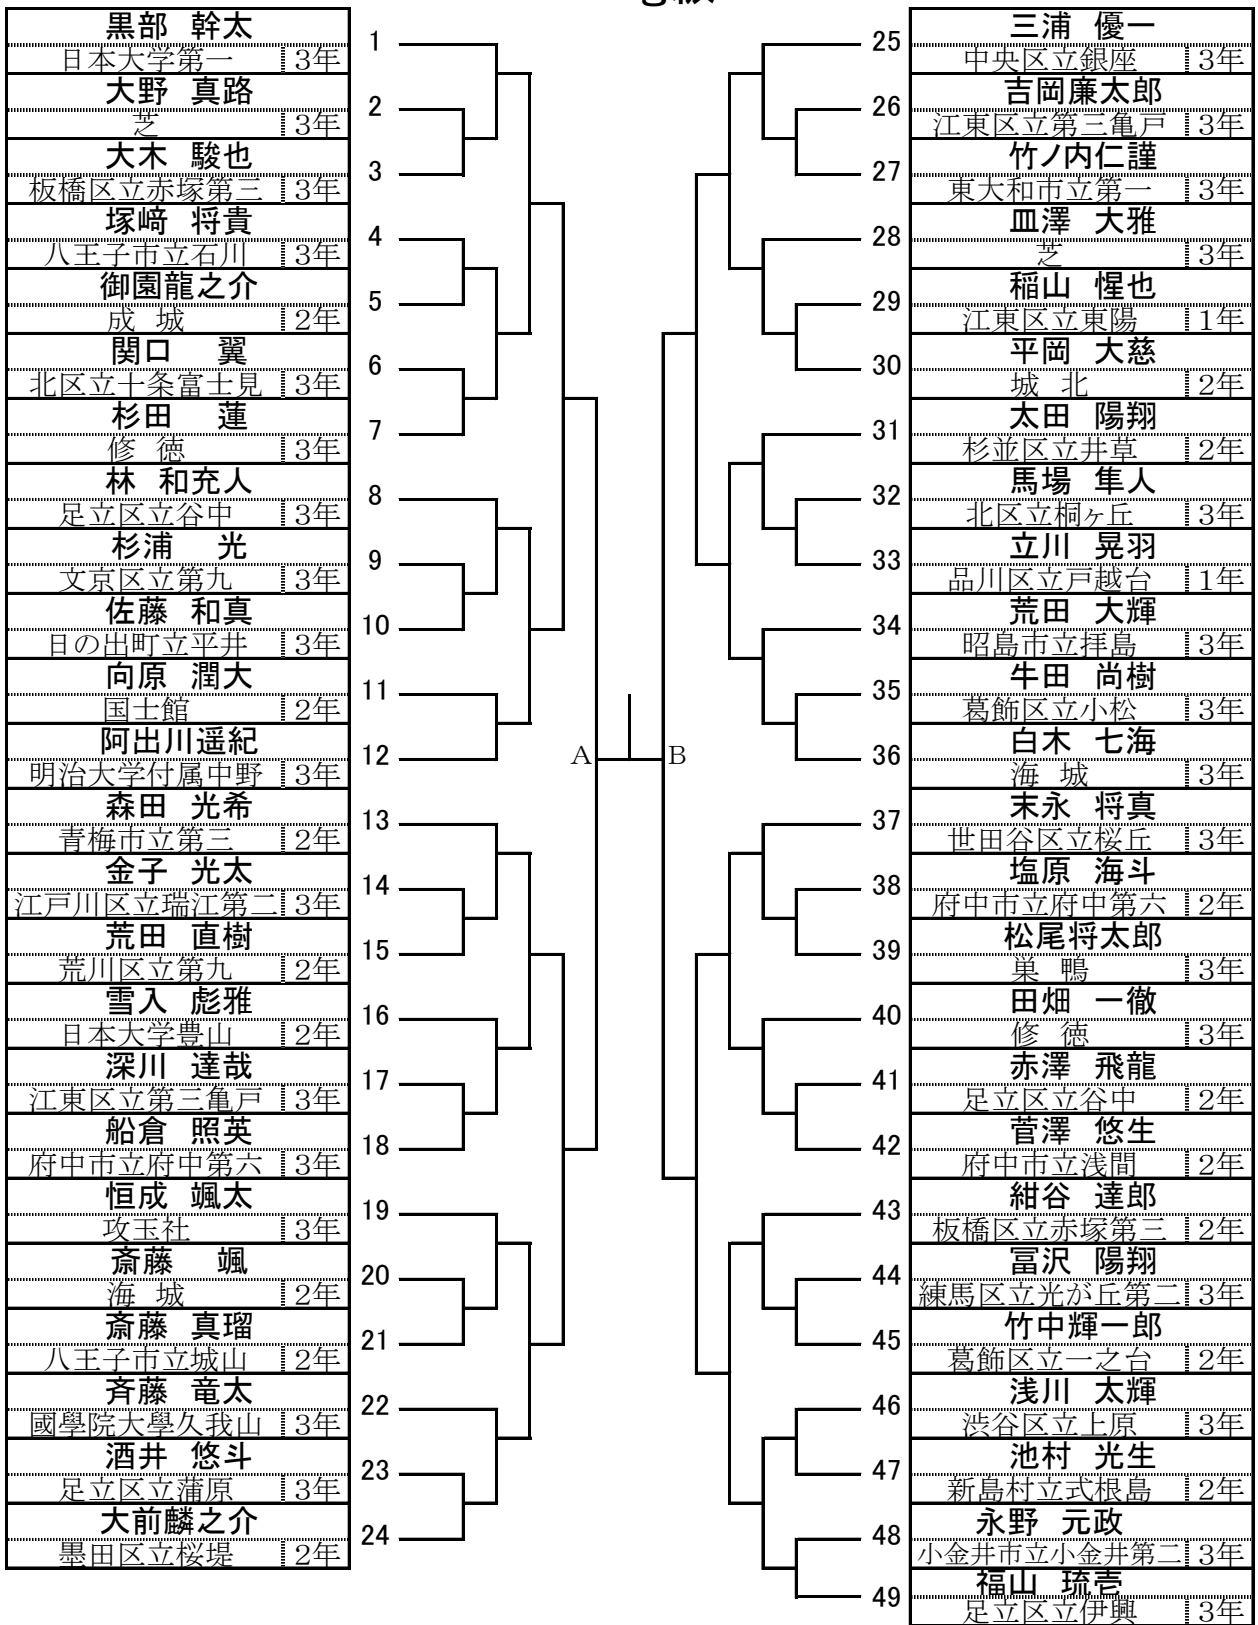 黒部 幹太
日本大学第一 3年
1
大野 真路
芝 3年
2
大木 駿也
板橋区立赤塚第三 3年
3
塚﨑 将貴
八王子市立石川 3年
4
御園龍之介
成 城 2年
5
関口 翼
北区立十条富士見 3年
6
杉田 蓮
修 徳 3年
7
林 和充人
足立区立谷中 3年
8
杉浦 光
文京区立第九 3年
9
佐藤 和真
日の出町立平井 3年
10
向原 潤大
国士館 2年
11
阿出川遥紀
明治大学付属中野 3年
12
森田 光希
青梅市立第三 2年
13
金子 光太
江戸川区立瑞江第二 3年
14
荒田 直樹
荒川区立第九 2年
15
雪入 彪雅
日本大学豊山 2年
16
深川 達哉
江東区立第三亀戸 3年
17
船倉 照英
府中市立府中第六 3年
18
恒成 颯太
攻玉社 3年
19
斎藤 颯
海 城 2年
20
斎藤 真瑠
八王子市立城山 2年
21
斉藤 竜太
國學院大學久我山 3年
22
酒井 悠斗
足立区立蒲原 3年
23
大前麟之介
墨田区立桜堤 2年
24
A B
25
三浦 優一
中央区立銀座 3年
26
吉岡廉太郎
江東区立第三亀戸 3年
27
竹ノ内仁謹
東大和市立第一 3年
28
皿澤 大雅
芝 3年
29
稲山 惺也
江東区立東陽 1年
30
平岡 大慈
城 北 2年
31
太田 陽翔
杉並区立井草 2年
32
馬場 隼人
北区立桐ヶ丘 3年
33
立川 晃羽
品川区立戸越台 1年
34
荒田 大輝
昭島市立拝島 3年
35
牛田 尚樹
葛飾区立小松 3年
36
白木 七海
海 城 3年
37
末永 将真
世田谷区立桜丘 3年
38
塩原 海斗
府中市立府中第六 2年
39
松尾将太郎
巣 鴨 3年
40
田畑 一徹
修 徳 3年
41
赤澤 飛龍
足立区立谷中 2年
42
菅澤 悠生
府中市立浅間 2年
43
紺谷 達郎
板橋区立赤塚第三 2年
44
冨沢 陽翔
練馬区立光が丘第二 3年
45
竹中輝一郎
葛飾区立一之台 2年
46
浅川 太輝
渋谷区立上原 3年
47
池村 光生
新島村立式根島 2年
48
永野 元政
小金井市立小金井第二 3年
49
福山 琉壱
足立区立伊興 3年